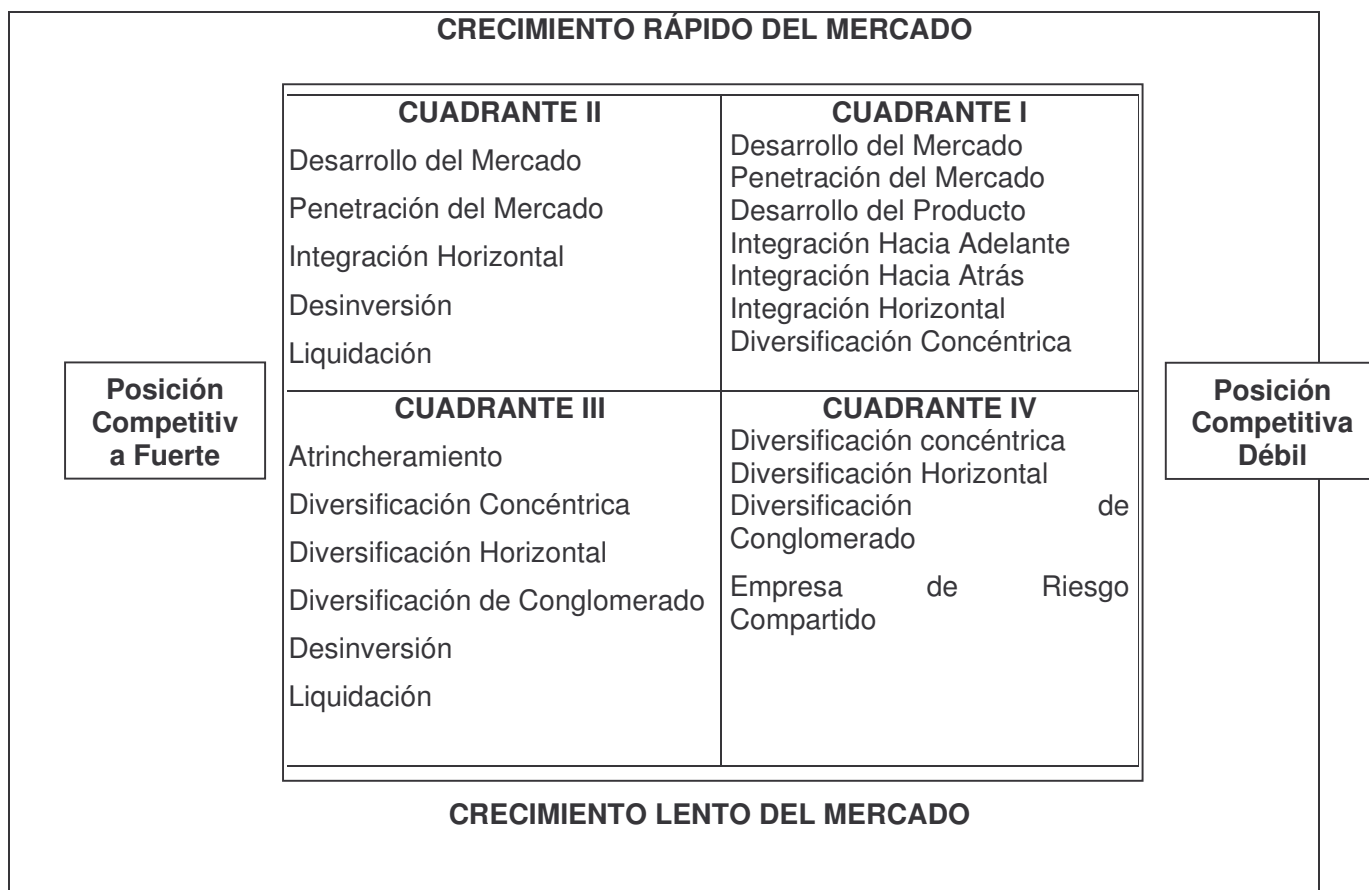 CRECIMIENTO RÁPIDO DEL MERCADO
CUADRANTE II
Desarrollo del Mercado
Penetración del Mercado
Integración Horizontal
Desinversión
Liquidación
CUADRANTE I
Desarrollo del Mercado
Penetración del Mercado
Desarrollo del Producto
Integración Hacia Adelante
Integración Hacia Atrás
Integración Horizontal
Diversificación Concéntrica
Posición
Competitiv
a Fuerte
Posición
Competitiva
Débil
CUADRANTE III
Atrincheramiento
Diversificación Concéntrica
Diversificación Horizontal
Diversificación de Conglomerado
Desinversión
Liquidación
CUADRANTE IV
Diversificación concéntrica
Diversificación Horizontal
Diversificación de
Conglomerado
Empresa de Riesgo
Compartido
CRECIMIENTO LENTO DEL MERCADO